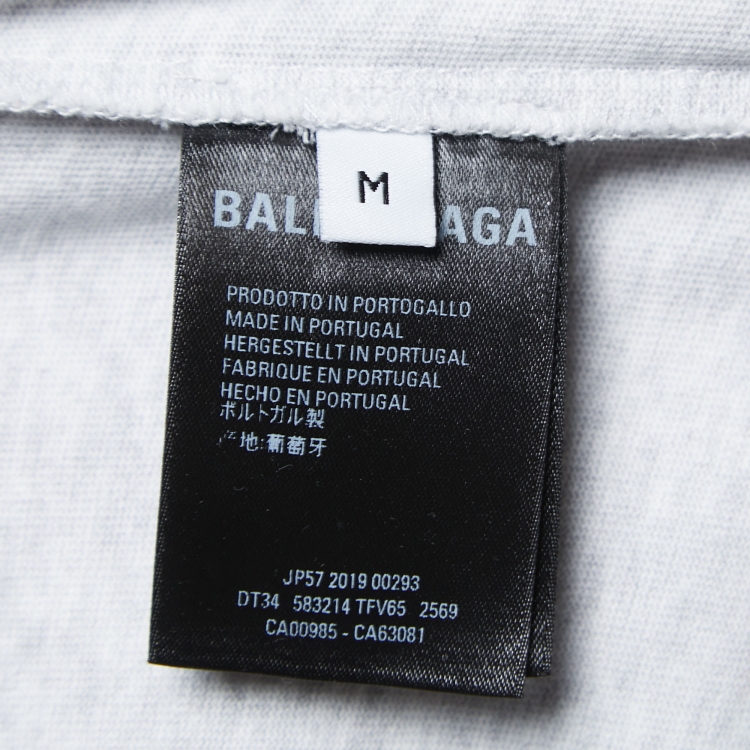 M
BAL AGA
PRODOTTO IN PORTOGALLO
MADE IN PORTUGAL
HERGESTELLT IN PORTUGAL
FABRIQUE EN PORTUGAL
HECHO EN PORTUGAL
ポルトガル製
地:葡萄牙
JP57 2019 00293
DT34 583214 TFV65 2569
CA00985 - CA63081